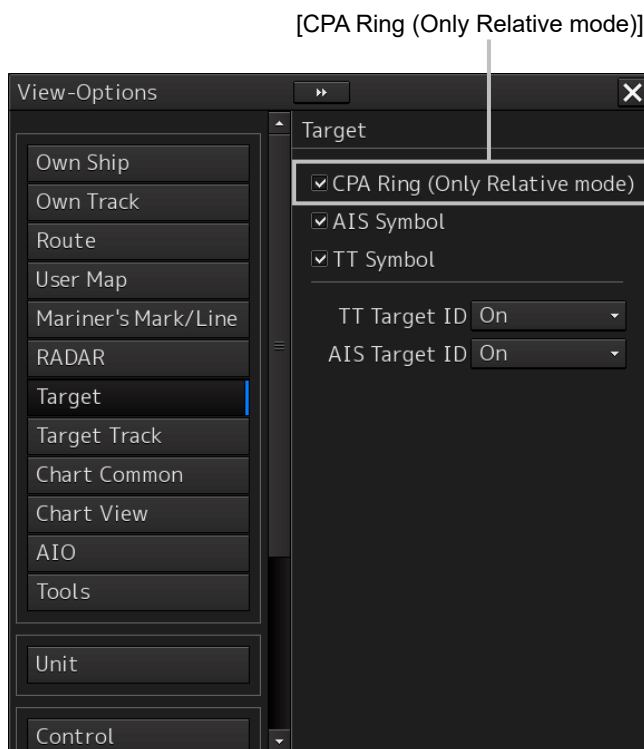 [CPA Ring (Only Relative mode)]
View-Options
Target
Own Ship
Own Track
Route
User Map
Mariner's Mark/Line
RADAR
Target
Target Track
Chart Common
Chart View
AIO
Tools
Unit
Control
CPA Ring (Only Relative mode)
AIS Symbol
TT Symbol
TT Target ID On
AIS Target ID On